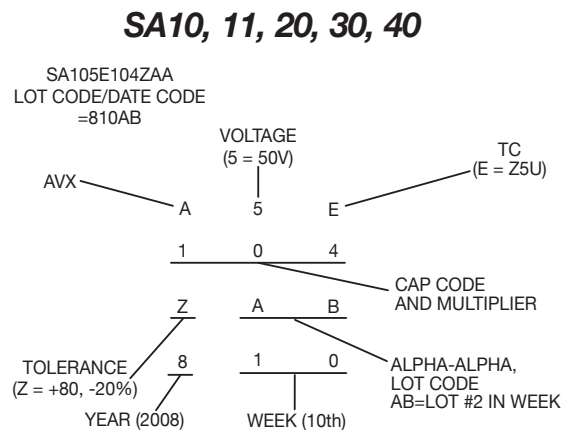 SA10, 11, 20, 30, 40
SA105E104ZAA
LOT CODE/DATE CODE
=810AB
VOLTAGE
(5 = 50V)
TC
(E = Z5U)
AVX
A 5 E
1 0 4
CAP CODE
AND MULTIPLIER
Z A B
TOLERANCE
(Z = +80, -20%)
8 1 0
ALPHA-ALPHA,
LOT CODE
AB=LOT #2 IN WEEK
YEAR (2008)
WEEK (10th)